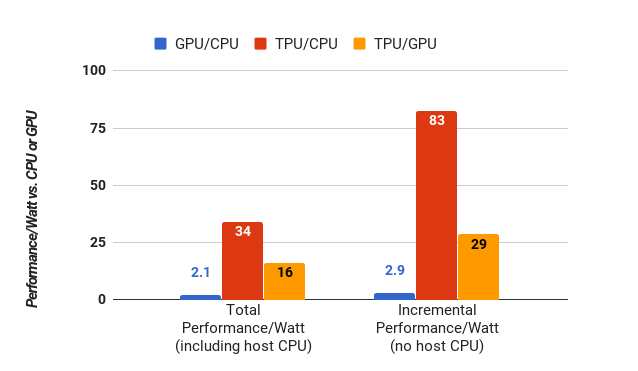 GPU/CPU TPU/CPU TPU/GPU
Performance/Watt vs. CPU or GPU
100
75
50
25
0
2.1
34
16
2.9
83
29
Total
Performance/Watt
(including host CPU)
Incremental
Performance/Watt
(no host CPU)